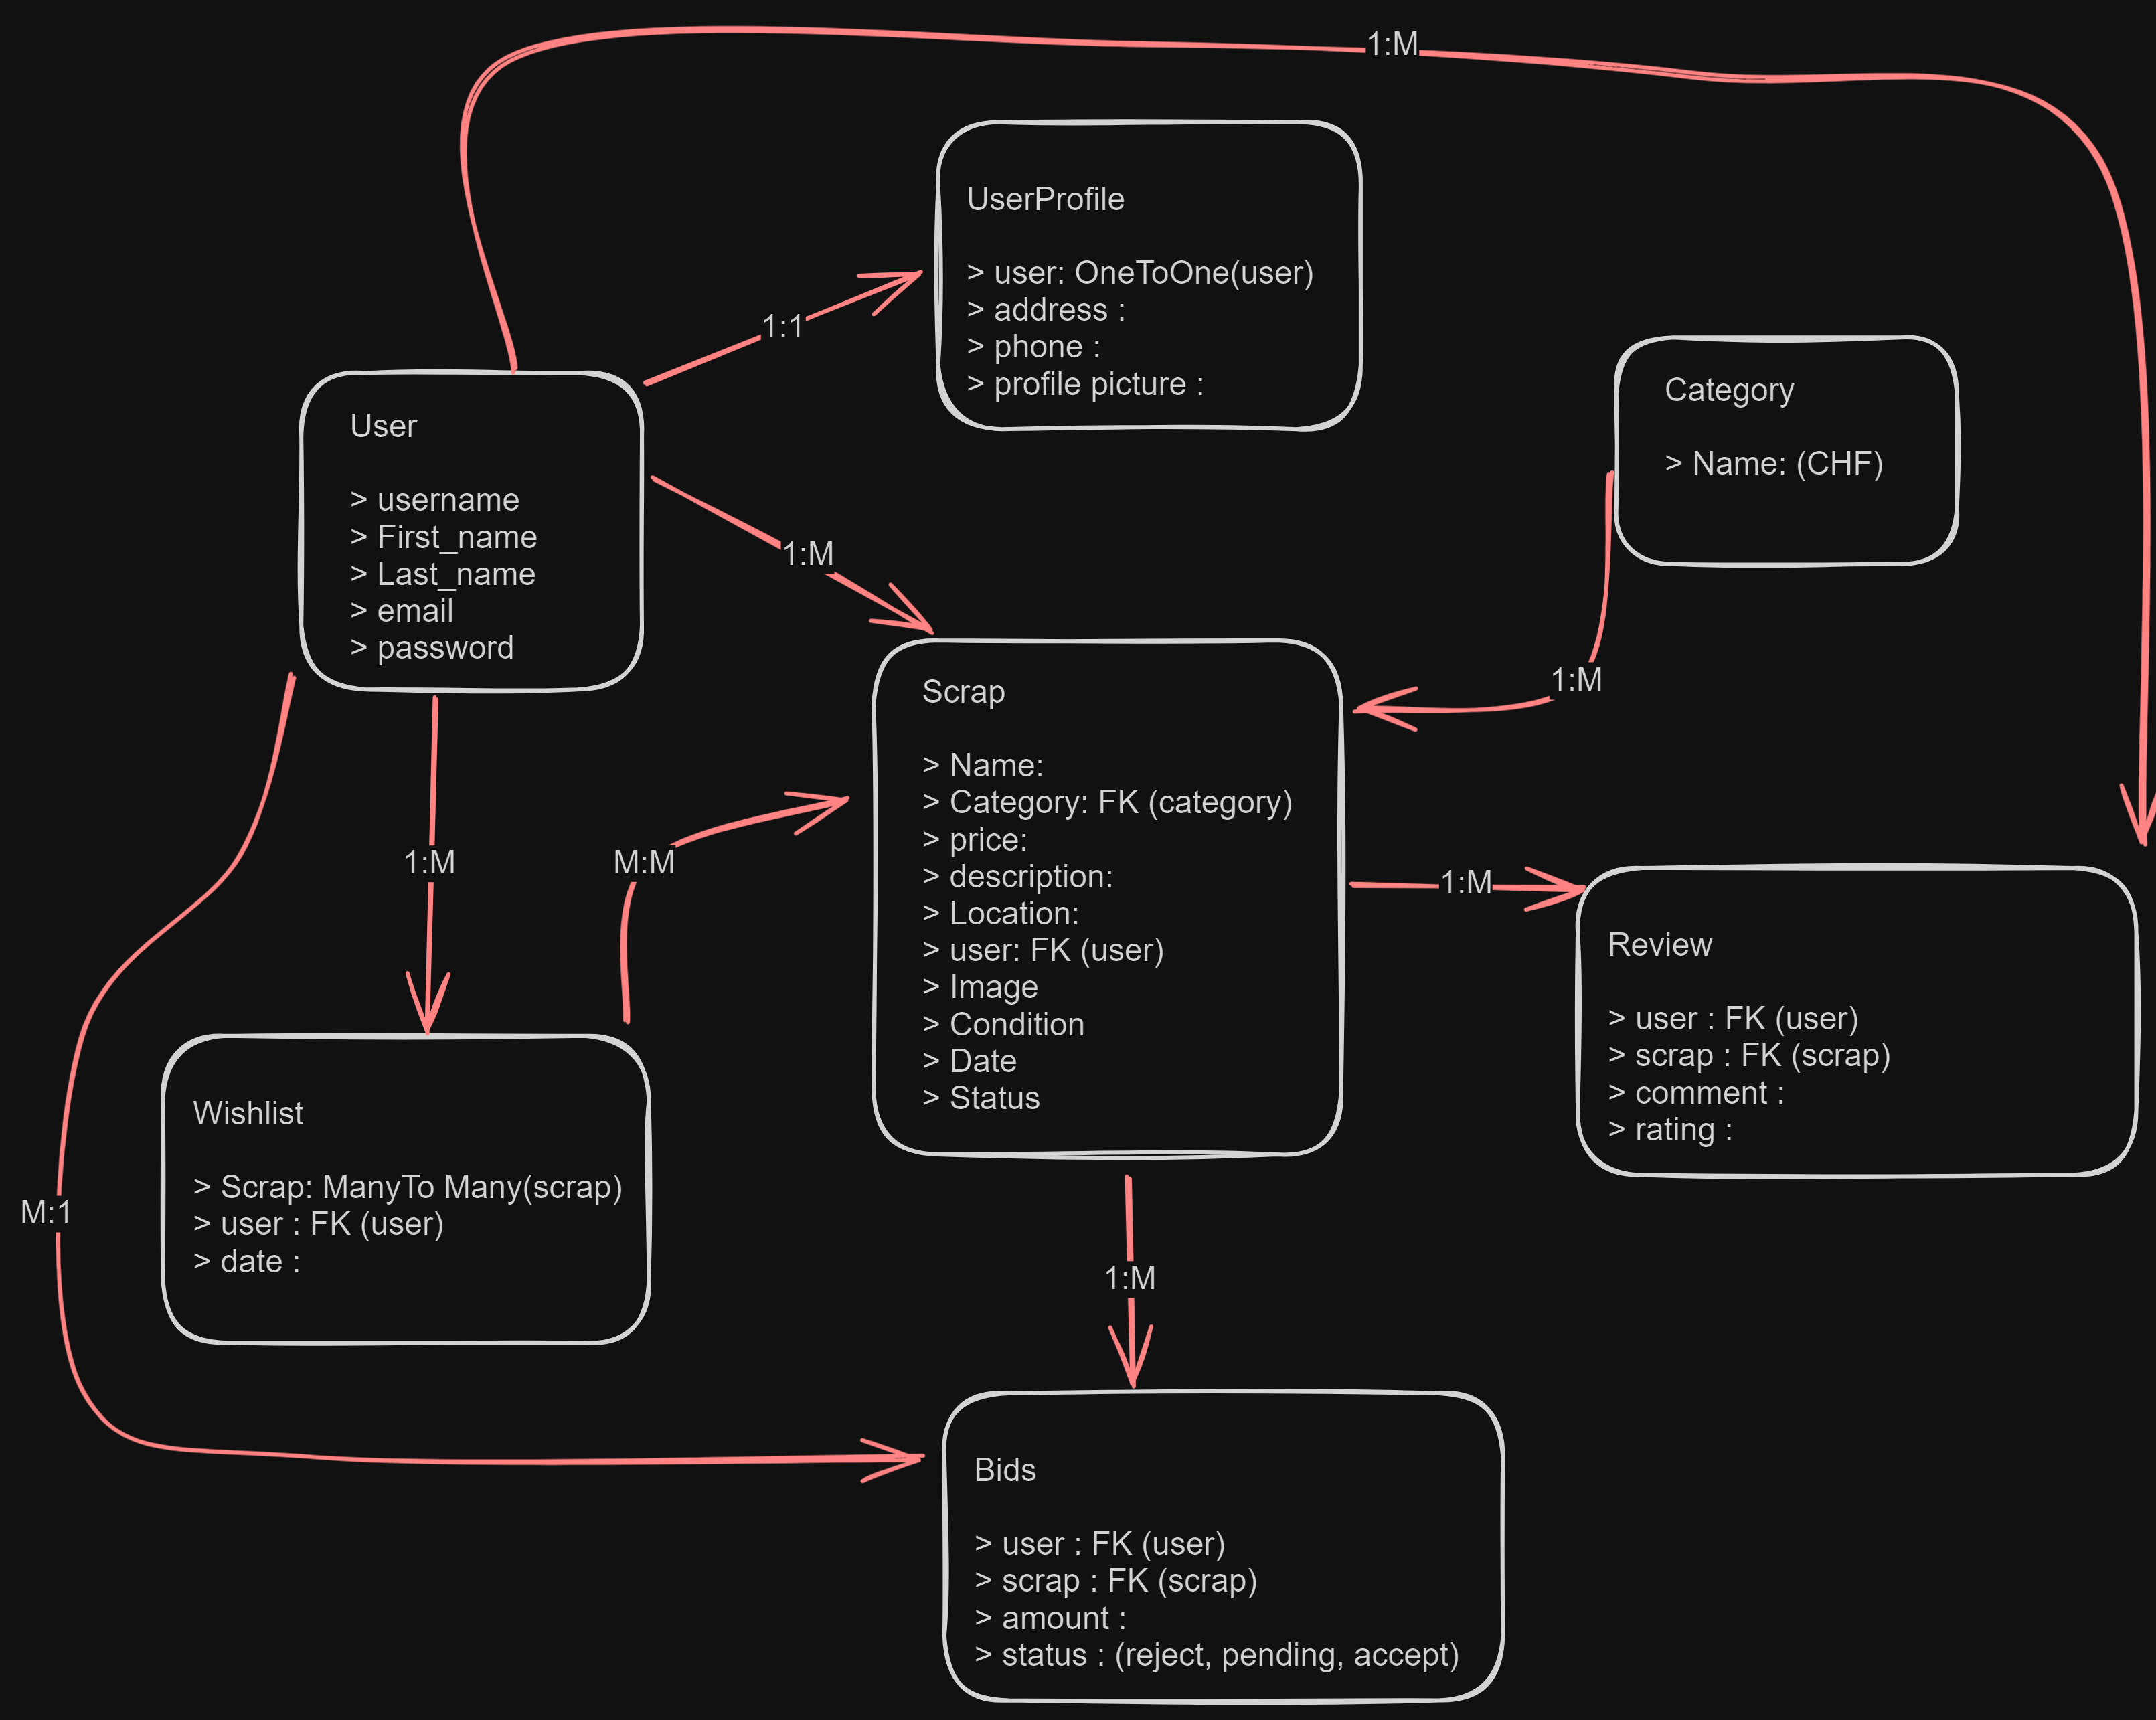 1:M
UserProfile
> user: OneToOne(user)
> address :
> phone :
> profile picture :
1:1
Category
> Name: (CHF)
User
> username
> First_name
> Last_name
> email
> password
1:M
1:M
Scrap
> Name:
> Category: FK (category)
> price:
> description:
> Location:
> user: FK (user)
> Image
> Condition
> Date
> Status
1:M
M:M
1:M
Review
> user : FK (user)
> scrap : FK (scrap)
> comment :
> rating :
Wishlist
> Scrap: ManyTo Many(scrap)
> user : FK (user)
> date :
M:1
1:M
Bids
> user : FK (user)
> scrap : FK (scrap)
> amount :
> status : (reject, pending, accept)